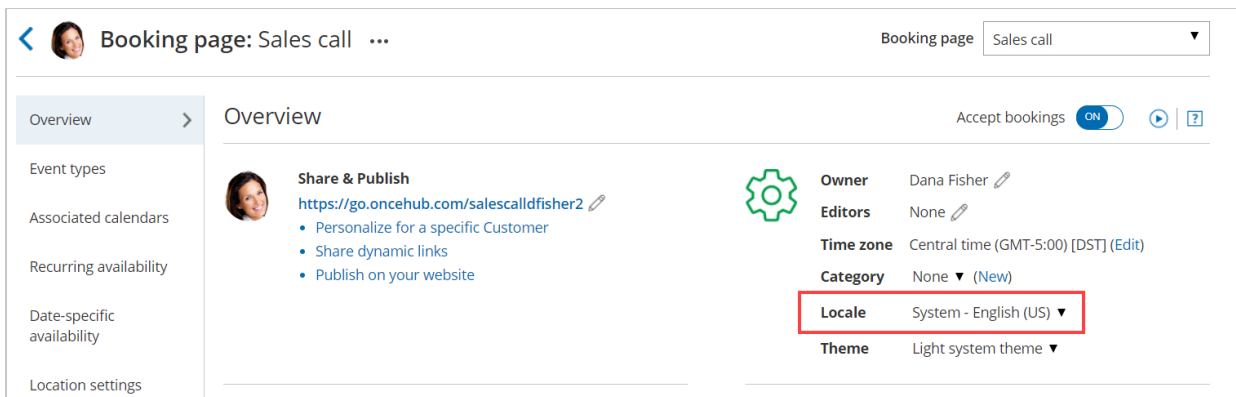 Booking page: Sales call ...
Booking page Sales call ▼
Overview
Event types
Associated calendars
Recurring availability
Date-specific
availability
Location settings
Overview
Accept bookings ON ?
Share & Publish
https://go.oncehub.com/salescalldfisher2
• Personalize for a specific Customer
• Share dynamic links
• Publish on your website
Owner Dana Fisher
Editors None
Time zone Central time (GMT-5:00) [DST] (Edit)
Category None ▼ (New)
Locale System - English (US) ▼
Theme Light system theme ▼